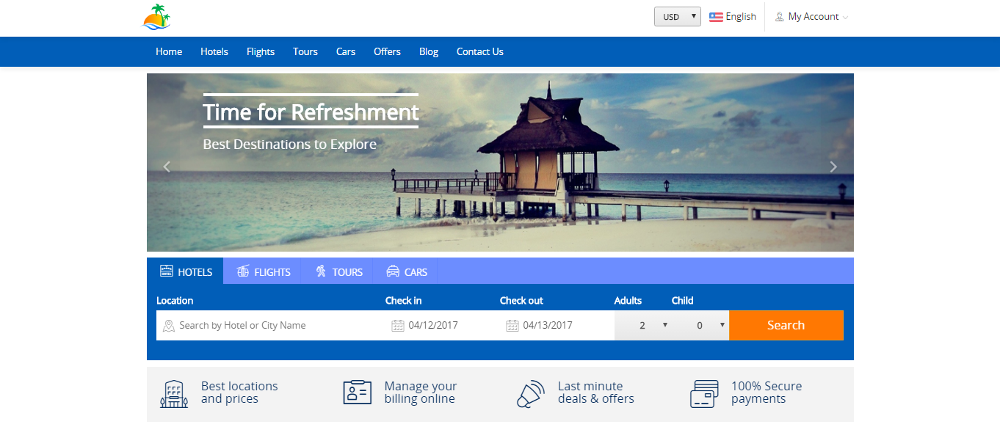 USD English My Account
Home Hotels Flights Tours Cars Offers Blog Contact Us
Time for Refreshment
Best Destinations to Explore
HOTELS FLIGHTS TOURS CARS
Location Check in Check out Adults Child
Search by Hotel or City Name 04/12/2017 04/13/2017 2 0 Search
Best locations
and prices
Manage your
billing online
Last minute
deals & offers
100% Secure
payments